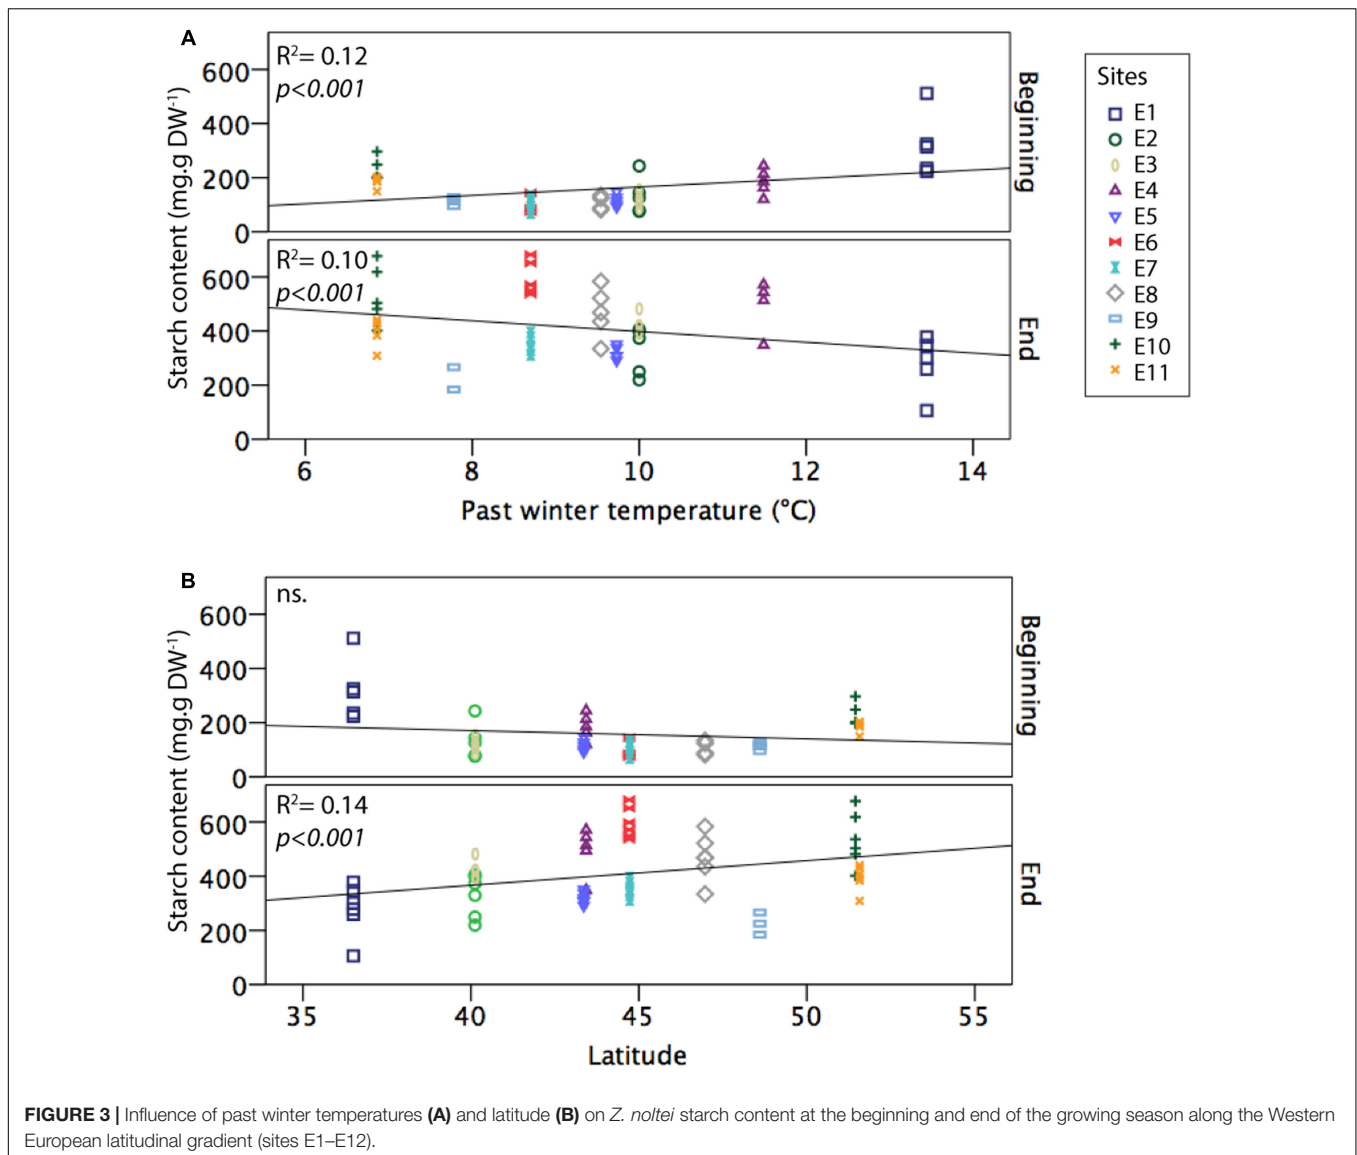 A
R²= 0.12
p<0.001
600
400
200
0
Beginning
R²= 0.10
p<0.001
600
400
200
0
End
Starch content (mg.g DW⁻¹)
6 8 10 12 14
Past winter temperature (°C)
Sites
E1
E2
E3
E4
E5
E6
E7
E8
E9
E10
E11
B
ns.
600
400
200
0
Beginning
R²= 0.14
p<0.001
600
400
200
0
End
Starch content (mg.g DW⁻¹)
35 40 45 50 55
Latitude
FIGURE 3 | Influence of past winter temperatures (A) and latitude (B) on Z. noltei starch content at the beginning and end of the growing season along the Western
European latitudinal gradient (sites E1–E12).